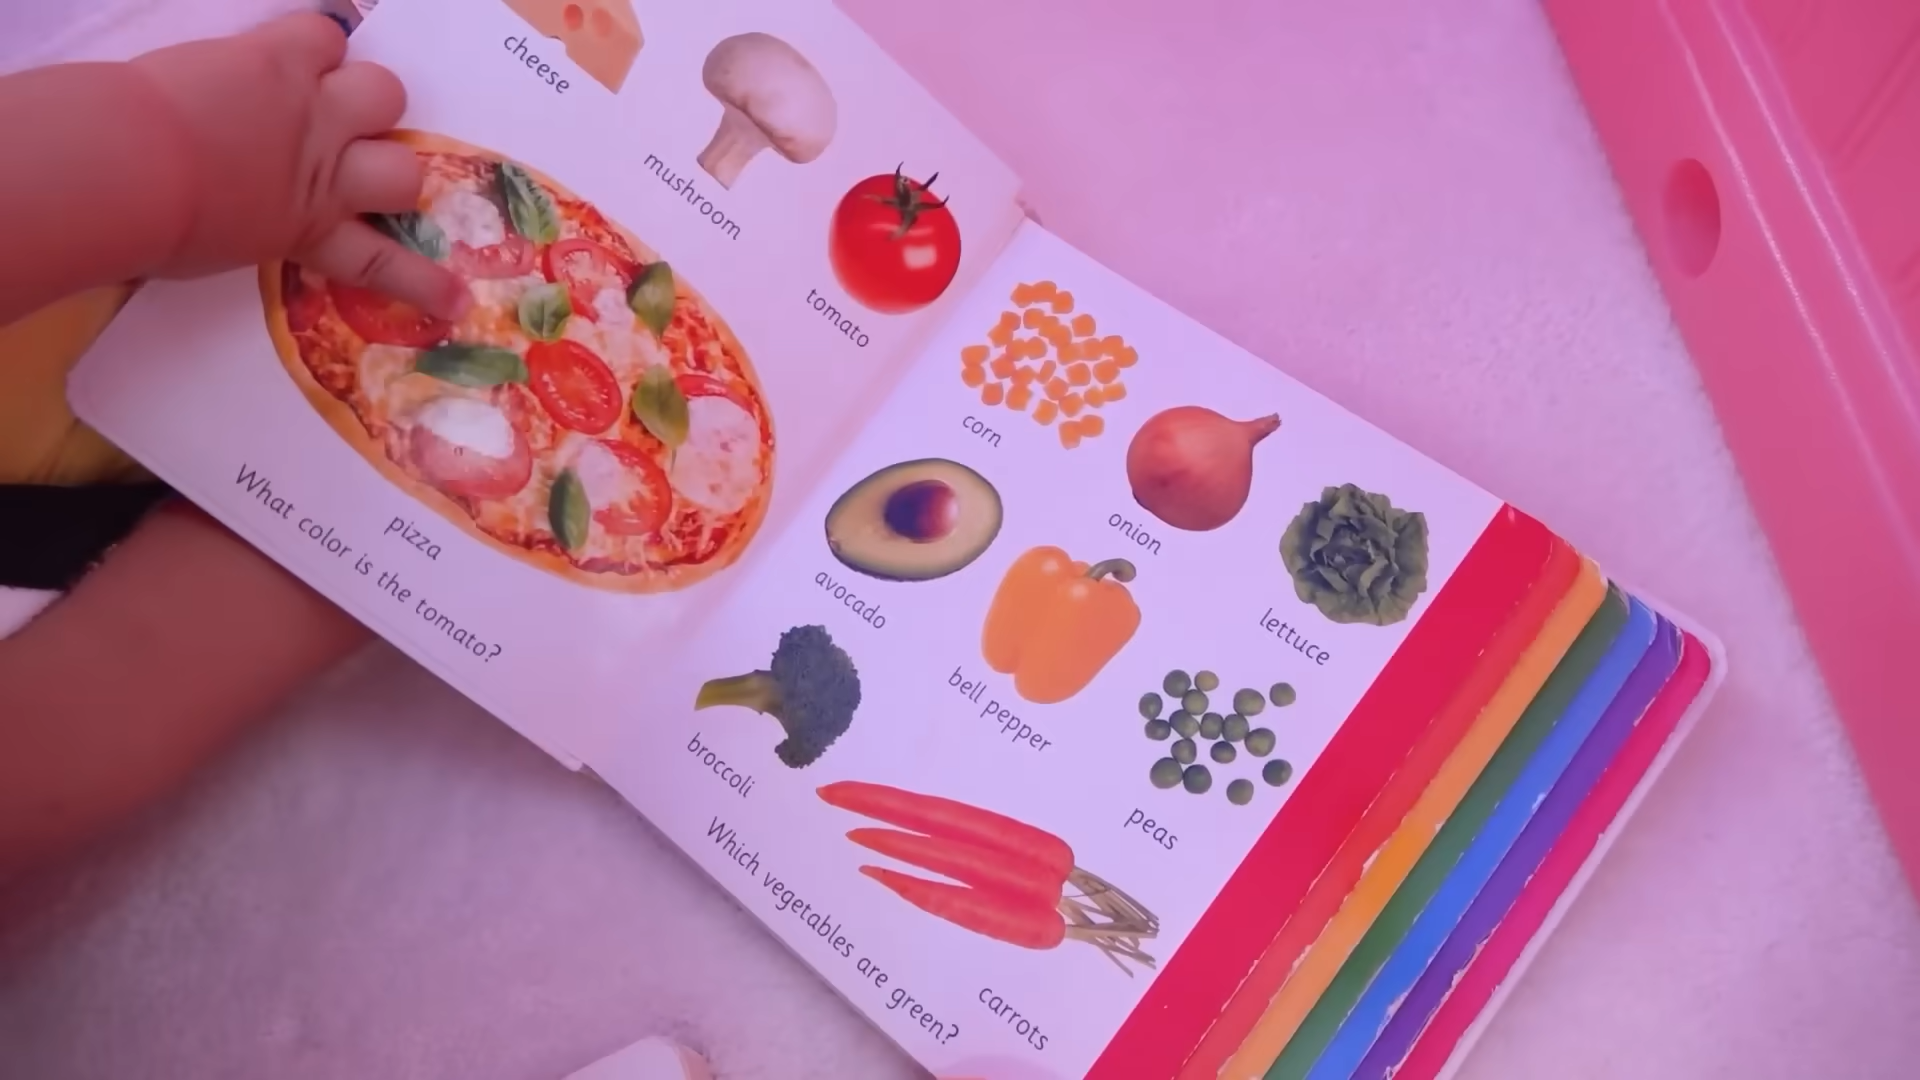 cheese
mushroom
tomato
pizza
What color is the tomato?
corn
onion
lettuce
avocado
bell pepper
peas
broccoli
carrots
Which vegetables are green?